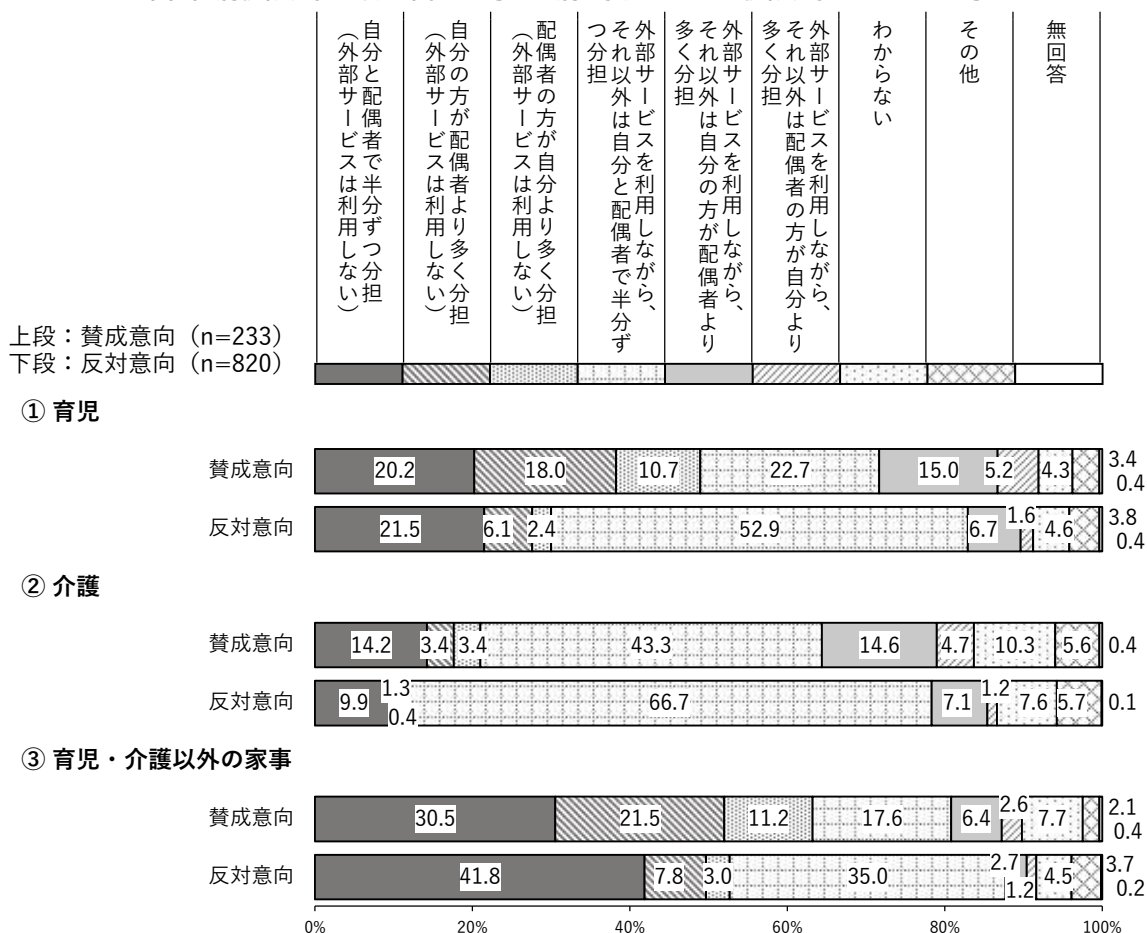 自分と配偶者で半分ずつ分担
（外部サービスは利用しない）
自分の方が配偶者より多く分担
（外部サービスは利用しない）
配偶者の方が自分より多く分担
（外部サービスは利用しない）
外部サービスを利用しながら、
それ以外は自分と配偶者で半分ず
つ分担
外部サービスを利用しながら、
それ以外は自分の方が配偶者より
多く分担
外部サービスを利用しながら、
それ以外は配偶者の方が自分より
多く分担
わからない
その他
無回答
上段：賛成意向（n=233）
下段：反対意向（n=820）
① 育児
賛成意向 20.2 18.0 10.7 22.7 15.0 5.2 4.3 3.4 0.4
反対意向 21.5 6.1 2.4 52.9 6.7 1.6 4.6 3.8 0.4
② 介護
賛成意向 14.2 3.4 3.4 43.3 14.6 4.7 10.3 5.6 0.4
反対意向 9.9 1.3 0.4 66.7 7.1 1.2 7.6 5.7 0.1
③ 育児・介護以外の家事
賛成意向 30.5 21.5 11.2 17.6 6.4 2.6 7.7 2.1 0.4
反対意向 41.8 7.8 3.0 35.0 2.7 1.2 4.5 3.7 0.2
0% 20% 40% 60% 80% 100%